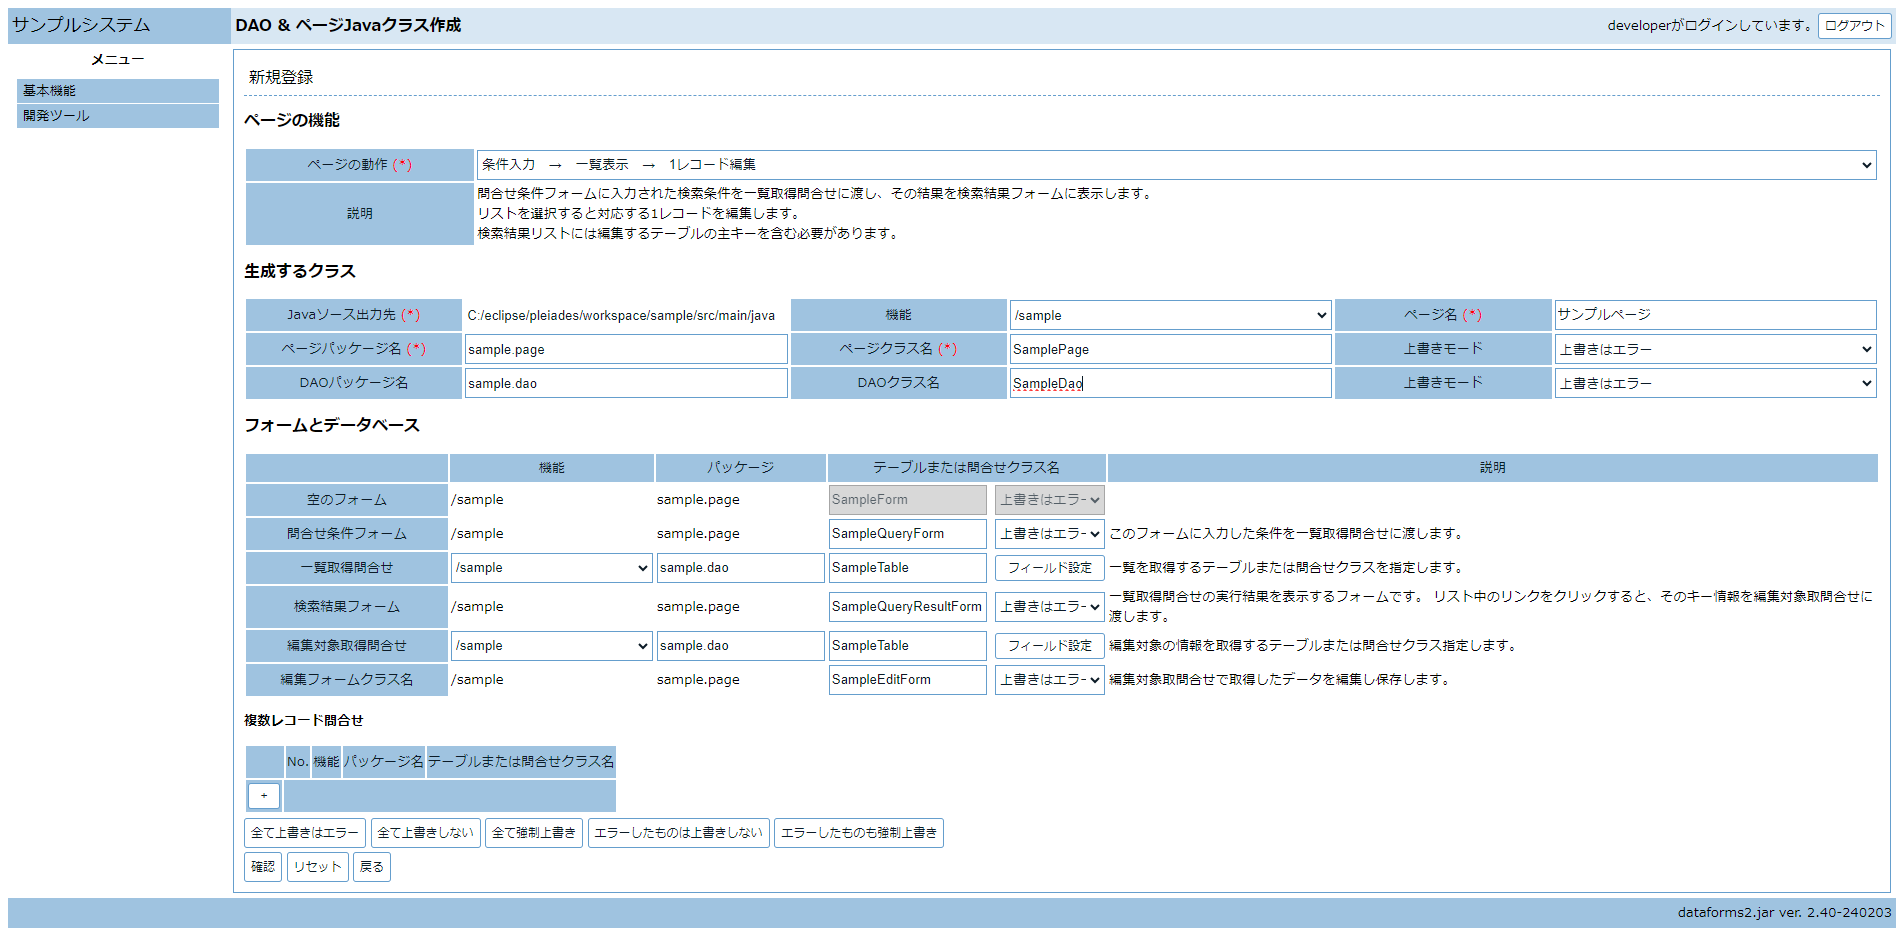 サンプルシステム
DAO & ページJavaクラス作成
developerがログインしています。 ログアウト
メニュー
基本機能
開発ツール
新規登録
ページの機能
ページの動作 (*) 条件入力 → 一覧表示 → 1レコード編集
説明
問合せ条件フォームに入力された検索条件を一覧取得問合せに渡し、その結果を検索結果フォームに表示します。
リストを選択すると対応する1レコードを編集します。
検索結果リストには編集するテーブルの主キーを含む必要があります。
生成するクラス
Javaソース出力先 (*) C:/eclipse/pleiades/workspace/sample/src/main/java 機能 /sample ページ名 (*) サンプルページ
ページパッケージ名 (*) sample.page ページクラス名 (*) SamplePage 上書きモード 上書きはエラー
DAOパッケージ名 sample.dao DAOクラス名 SampleDao 上書きモード 上書きはエラー
フォームとデータベース
機能 パッケージ テーブルまたは問合せクラス名 説明
空のフォーム /sample sample.page SampleForm 上書きはエラー
問合せ条件フォーム /sample sample.page SampleQueryForm 上書きはエラー このフォームに入力した条件を一覧取得問合せに渡します。
一覧取得問合せ /sample sample.dao SampleTable フィールド設定 一覧を取得するテーブルまたは問合せクラスを指定します。
検索結果フォーム /sample sample.page SampleQueryResultForm 上書きはエラー 一覧取得問合せの実行結果を表示するフォームです。 リスト中のリンクをクリックすると、そのキー情報を編集対象取問合せに
渡します。
編集対象取得問合せ /sample sample.dao SampleTable フィールド設定 編集対象の情報を取得するテーブルまたは問合せクラス指定します。
編集フォームクラス名 /sample sample.page SampleEditForm 上書きはエラー 編集対象取問合せで取得したデータを編集し保存します。
複数レコード問合せ
No. 機能 パッケージ名 テーブルまたは問合せクラス名
+
全て上書きはエラー 全て上書きしない 全て強制上書き エラーしたものは上書きしない エラーしたものも強制上書き
確認 リセット 戻る
dataforms2.jar ver. 2.40-240203